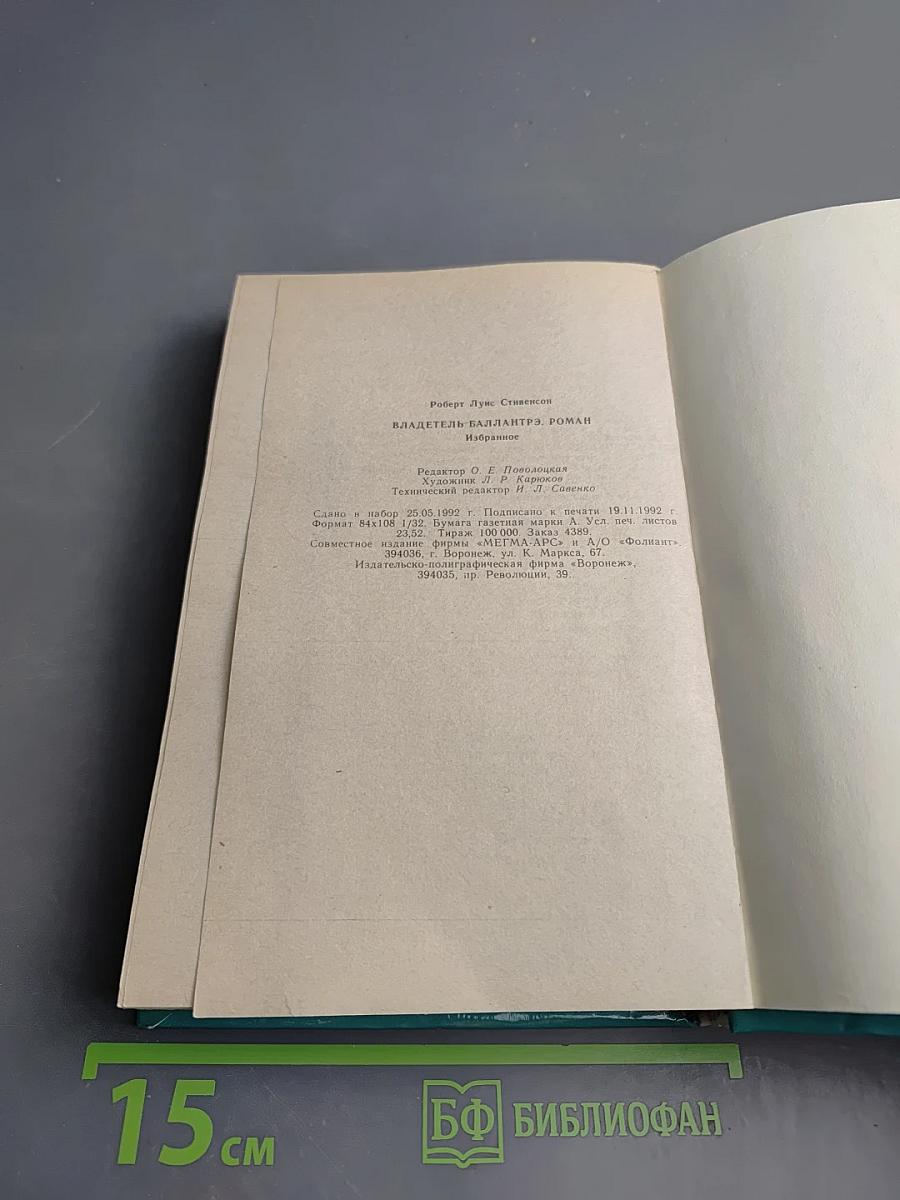 Роберт Луис Стивенсон
ВЛАДЕТЕЛЬ БАЛЛАНТРЭ. РОМАН
Избранное
Редактор О. Е. Поволоцкая
Художник Л. Р. Карюков
Технический редактор И. Л. Савенко
Сдано в набор 25.05.1992 г. Подписано к печати 19.11.1992 г.
Формат 84x108 1/32. Бумага газетная марки А. Усл. печ. листов
23,52. Тираж 100 000. Заказ 4389.
Совместное издание фирмы «МЕГМА-АРС» и А/О «Фолиант».
394036, г. Воронеж, ул. К. Маркса, 67.
Издательско-полиграфическая фирма «Воронеж»,
394035, пр. Революции, 39.
15 см
БФ БИБЛИОФАН